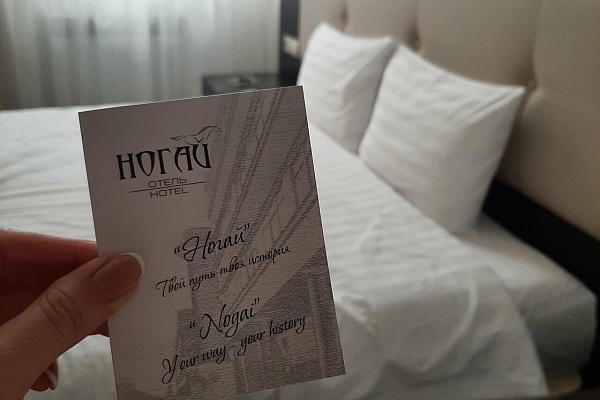 НОГАЙ
ОТЕЛЬ
HOTEL
“Ногай”
Твой путь твоя история
“Nogai”
Your way - your history